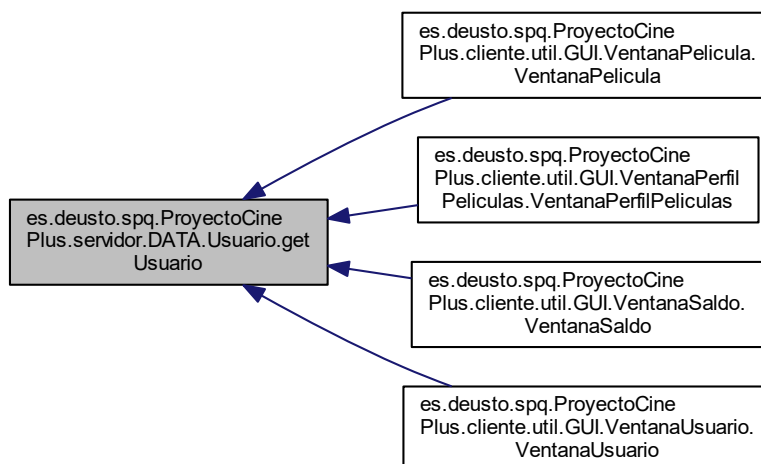 es.deusto.spq.ProyectoCine
Plus.servidor.DATA.Usuario.get
Usuario
es.deusto.spq.ProyectoCine
Plus.cliente.util.GUI.VentanaPelicula.
VentanaPelicula
es.deusto.spq.ProyectoCine
Plus.cliente.util.GUI.VentanaPerfil
Peliculas.VentanaPerfilPeliculas
es.deusto.spq.ProyectoCine
Plus.cliente.util.GUI.VentanaSaldo.
VentanaSaldo
es.deusto.spq.ProyectoCine
Plus.cliente.util.GUI.VentanaUsuario.
VentanaUsuario